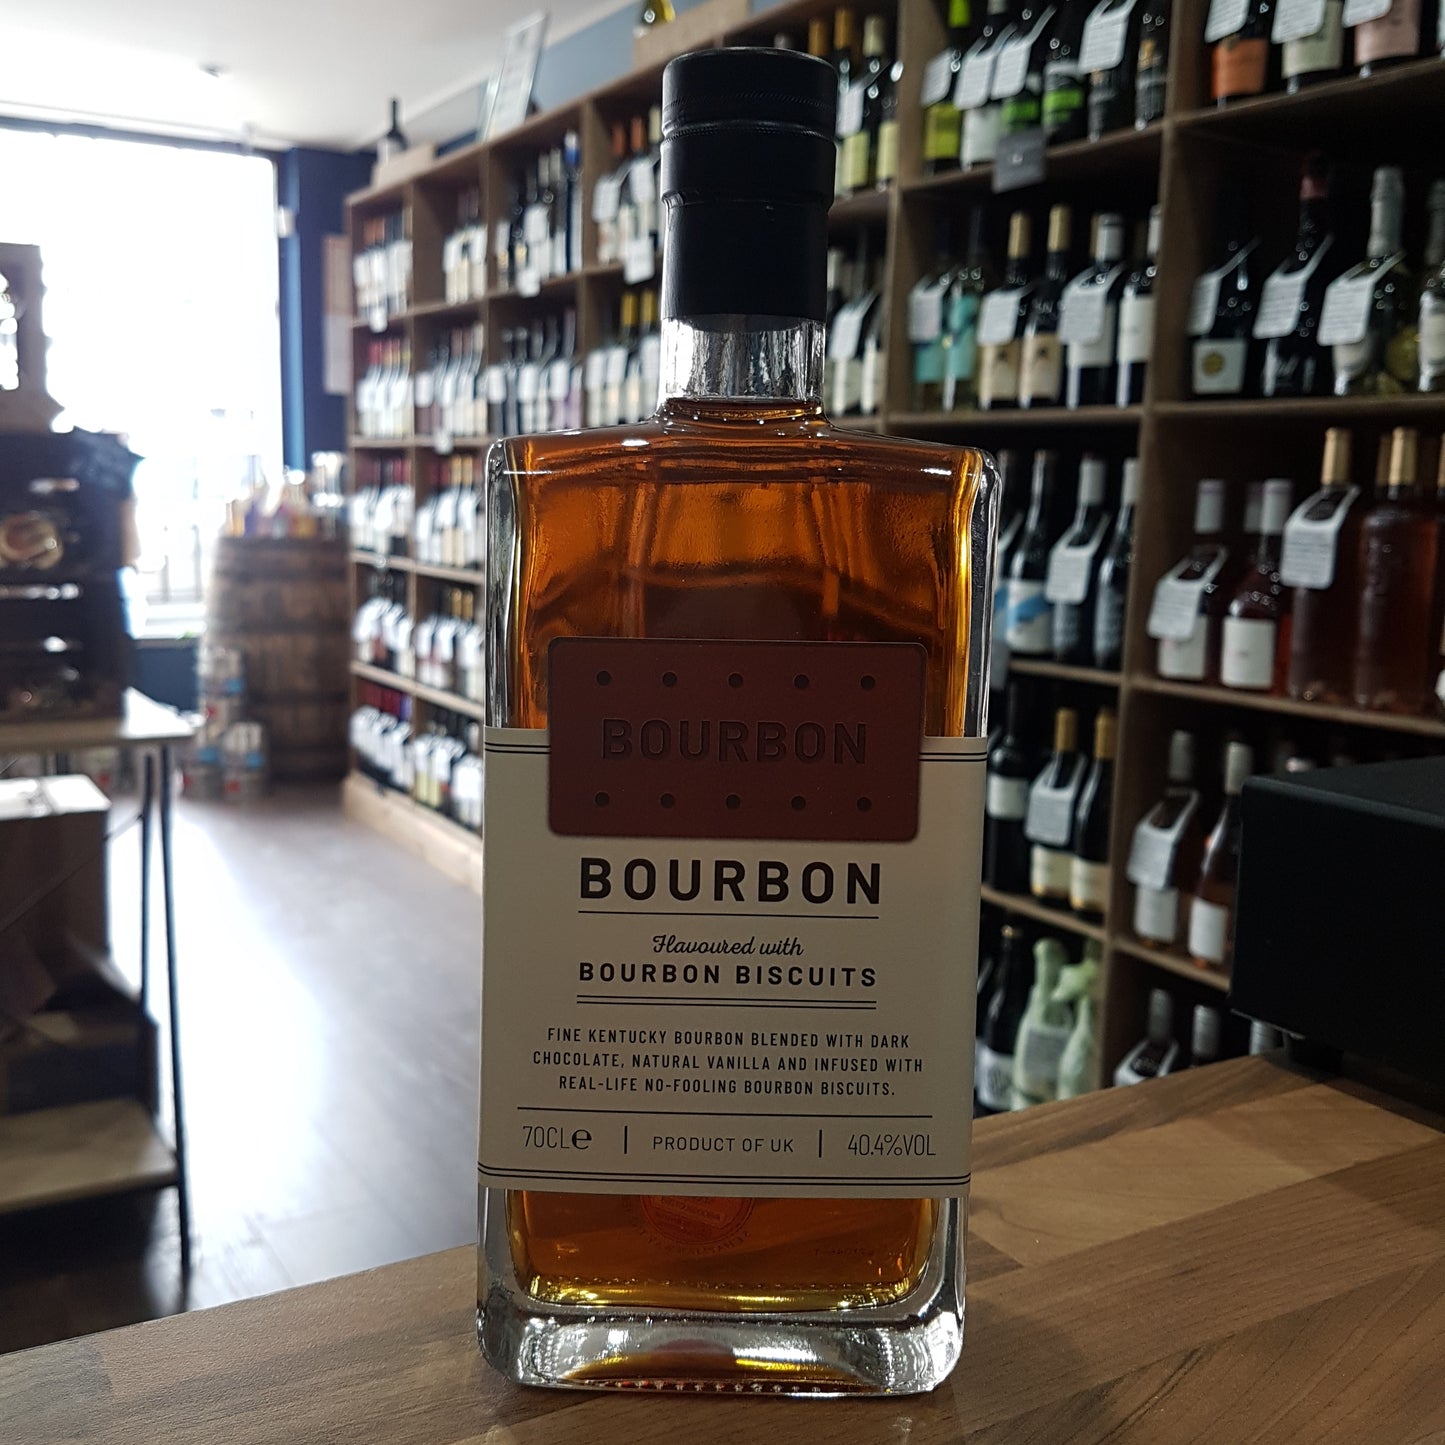 BOURBON
BOURBON
Flavoured with
BOURBON BISCUITS
FINE KENTUCKY BOURBON BLENDED WITH DARK
CHOCOLATE, NATURAL VANILLA AND INFUSED WITH
REAL-LIFE NO-FOOLING BOURBON BISCUITS.
70CLe | PRODUCT OF UK | 40.4%VOL